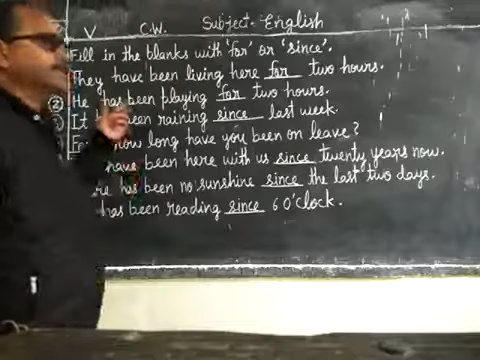 V C.W. Subject- English
Fill in the blanks with 'for' or 'since'.
They have been living here for two hours.
② He has been playing for two hours.
It been raining since last week.
how long have you been on leave?
have been here with us since twenty years now.
re has been no sunshine since the last two days.
has been reading since 6 O'clock.